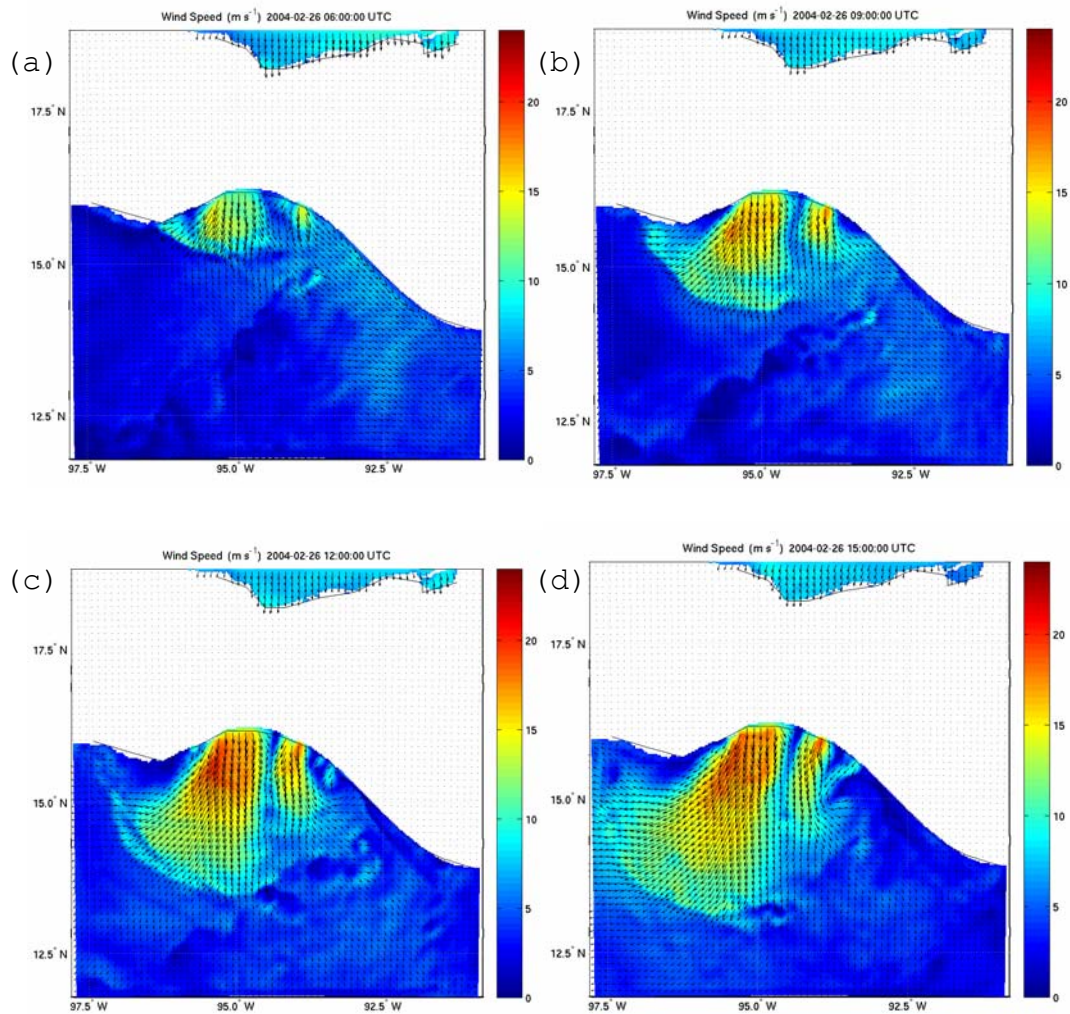 Wind Speed (m s⁻¹) 2004-02-26 06:00:00 UTC
(a)
20
17.5° N
15
15.0° N
10
5
12.5° N
0
97.5° W
95.0° W
92.5° W
Wind Speed (m s⁻¹) 2004-02-26 09:00:00 UTC
(b)
20
17.5° N
15
15.0° N
10
5
12.5° N
0
97.5° W
95.0° W
92.5° W
Wind Speed (m s⁻¹) 2004-02-26 12:00:00 UTC
(c)
20
17.5° N
15
15.0° N
10
5
12.5° N
0
97.5° W
95.0° W
92.5° W
Wind Speed (m s⁻¹) 2004-02-26 15:00:00 UTC
(d)
20
17.5° N
15
15.0° N
10
5
12.5° N
0
97.5° W
95.0° W
92.5° W